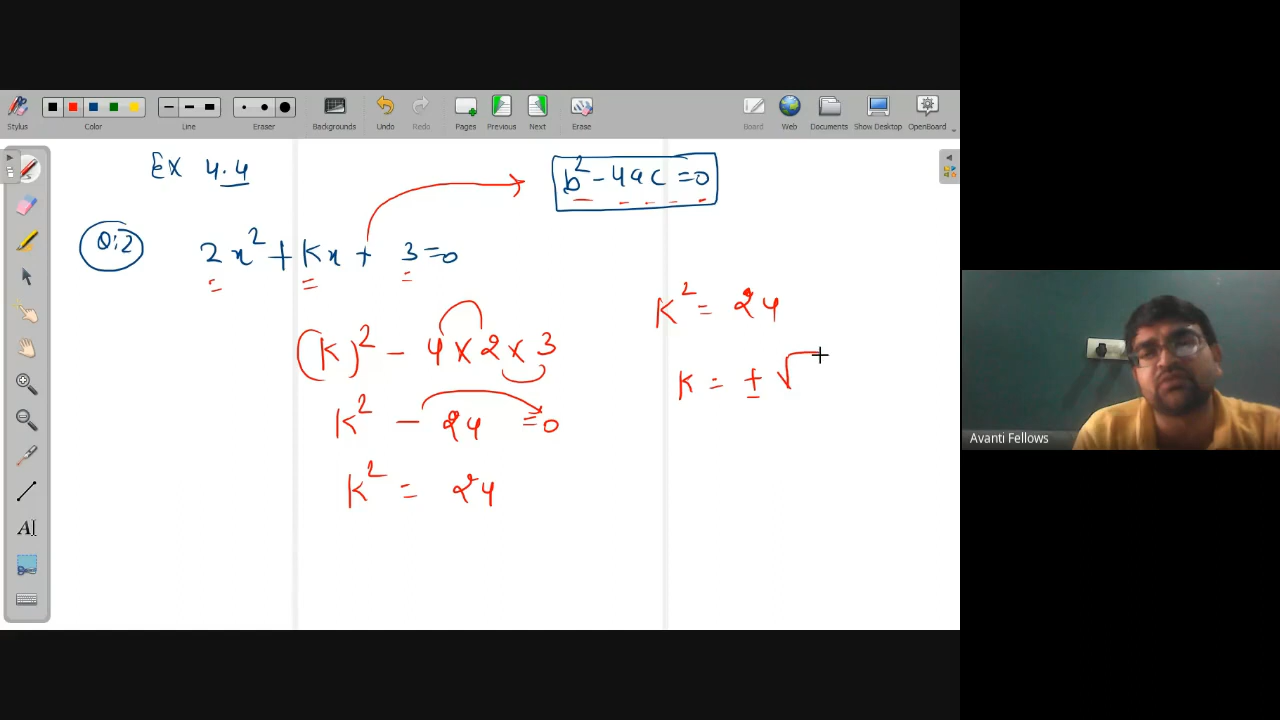 Stylus
Color
Line
Eraser
Backgrounds
Undo
Redo
Pages
Previous
Next
Erase
Board
Web
Documents
Show Desktop
OpenBoard
Ex 4.4
b² - 4ac = 0
Q:2
2x² + Kx + 3 = 0
(K)² - 4 × 2 × 3
K² - 24 = 0
K² = 24
K² = 24
K = ± √
Avanti Fellows